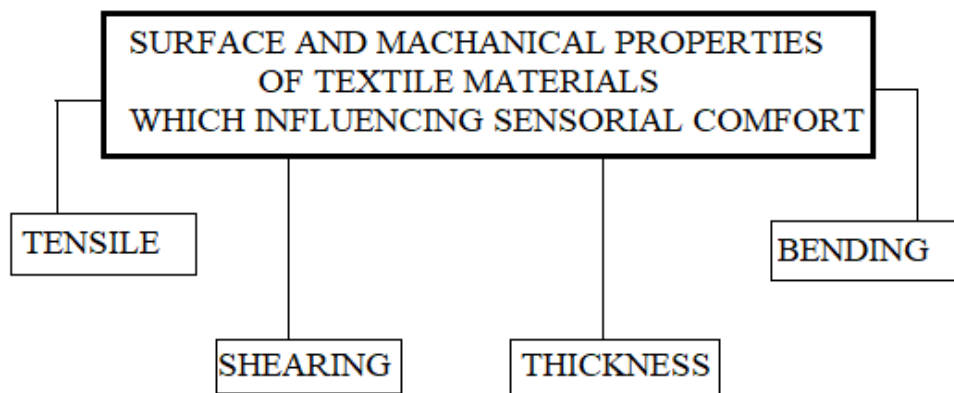 SURFACE AND MACHANICAL PROPERTIES
OF TEXTILE MATERIALS
WHICH INFLUENCING SENSORIAL COMFORT
TENSILE
BENDING
SHEARING
THICKNESS